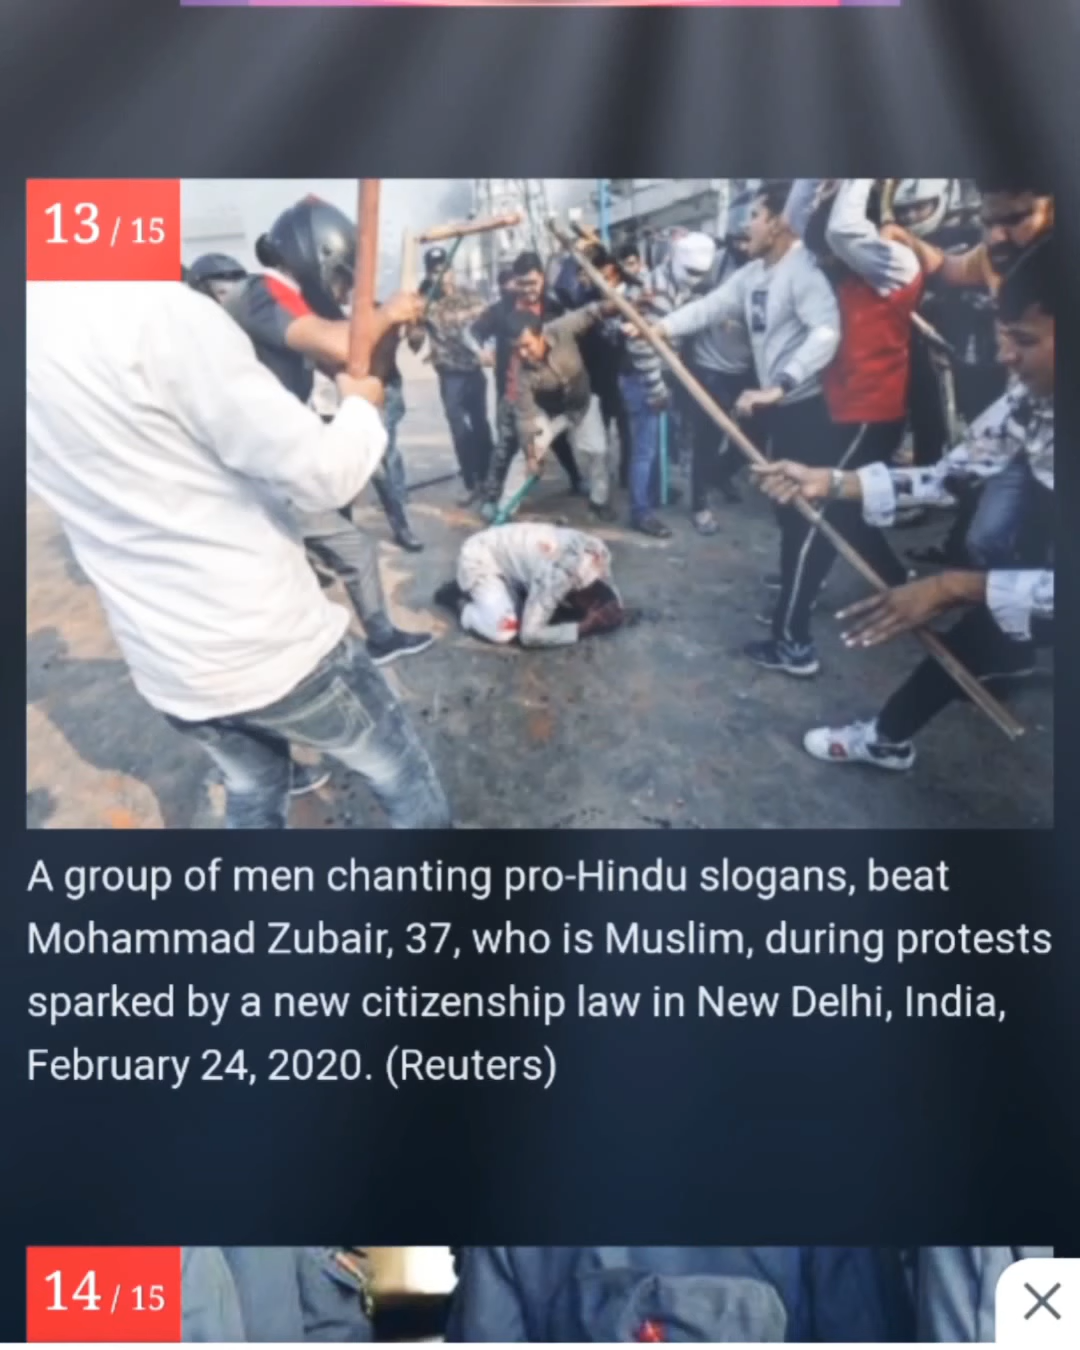 13 / 15
A group of men chanting pro-Hindu slogans, beat
Mohammad Zubair, 37, who is Muslim, during protests
sparked by a new citizenship law in New Delhi, India,
February 24, 2020. (Reuters)
14 / 15